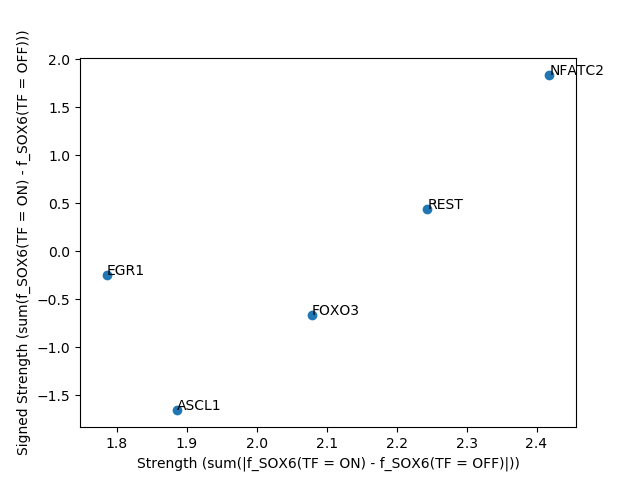 Signed Strength (sum(f_SOX6(TF = ON) - f_SOX6(TF = OFF)))
2.0
1.5
1.0
0.5
0.0
−0.5
−1.0
−1.5
NFATC2
REST
EGR1
FOXO3
ASCL1
1.8 1.9 2.0 2.1 2.2 2.3 2.4
Strength (sum(|f_SOX6(TF = ON) - f_SOX6(TF = OFF)|))